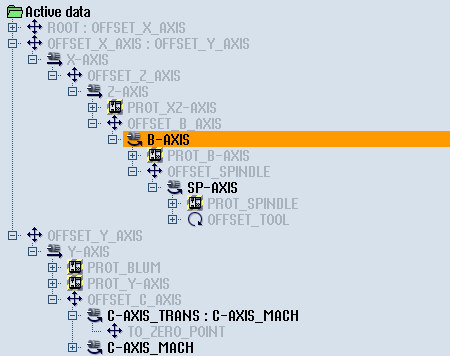 Active data
ROOT : OFFSET_X_AXIS
OFFSET_X_AXIS : OFFSET_Y_AXIS
X-AXIS
OFFSET_Z_AXIS
Z-AXIS
PROT_XZ-AXIS
OFFSET_B_AXIS
B-AXIS
PROT_B-AXIS
OFFSET_SPINDLE
SP-AXIS
PROT_SPINDLE
OFFSET_TOOL
OFFSET_Y_AXIS
Y-AXIS
PROT_BLUM
PROT_Y-AXIS
OFFSET_C_AXIS
C-AXIS_TRANS : C-AXIS_MACH
TO_ZERO_POINT
C-AXIS_MACH